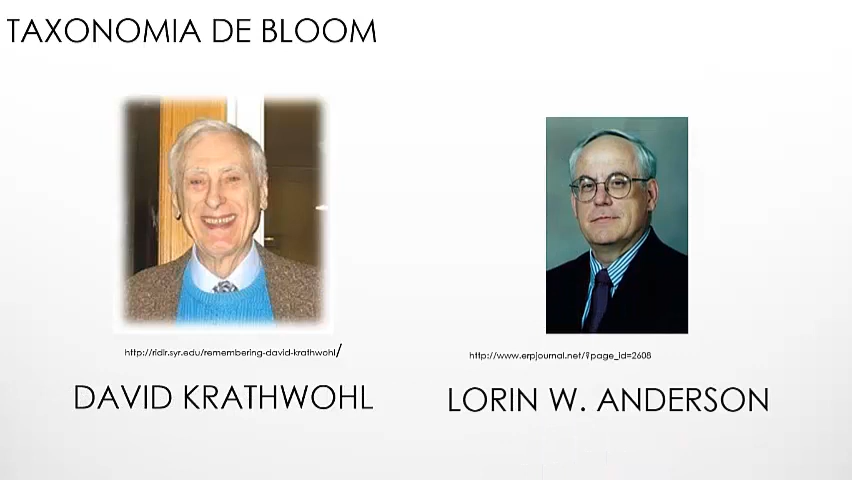 TAXONOMIA DE BLOOM
http://ridlr.syr.edu/remembering-david-krathwohl/
http://www.erpjournal.net/?page_id=2608
DAVID KRATHWOHL
LORIN W. ANDERSON